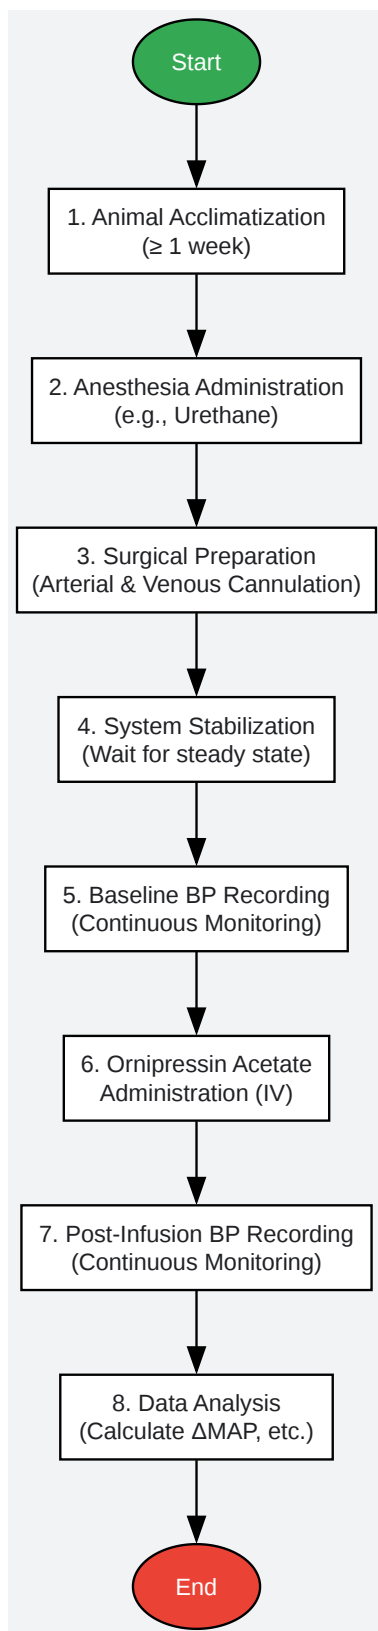 Start
1. Animal Acclimatization
(≥ 1 week)
2. Anesthesia Administration
(e.g., Urethane)
3. Surgical Preparation
(Arterial & Venous Cannulation)
4. System Stabilization
(Wait for steady state)
5. Baseline BP Recording
(Continuous Monitoring)
6. Ornipressin Acetate
Administration (IV)
7. Post-Infusion BP Recording
(Continuous Monitoring)
8. Data Analysis
(Calculate ΔMAP, etc.)
End